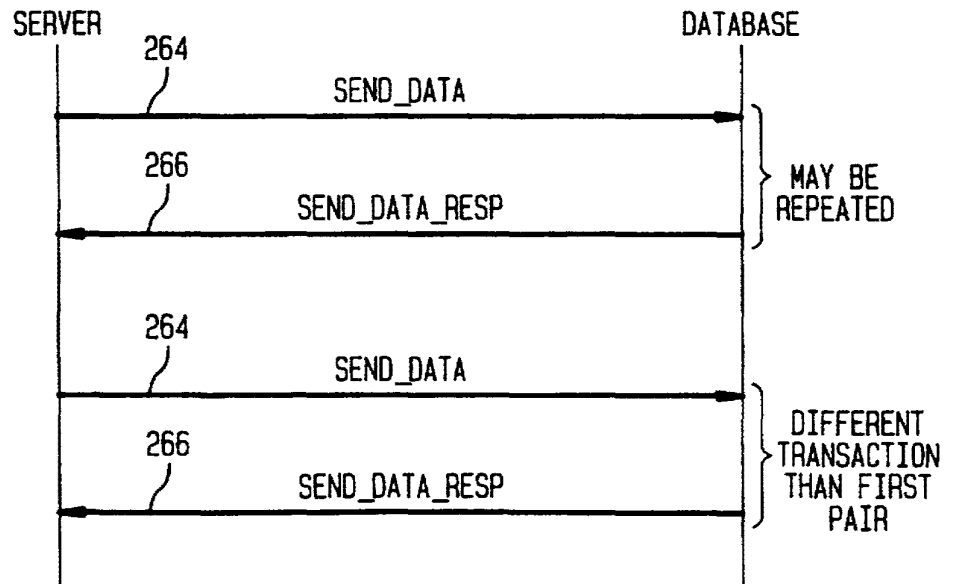 SERVER DATABASE
264
SEND_DATA
266
SEND_DATA_RESP
MAY BE
REPEATED
264
SEND_DATA
266
SEND_DATA_RESP
DIFFERENT
TRANSACTION
THAN FIRST
PAIR